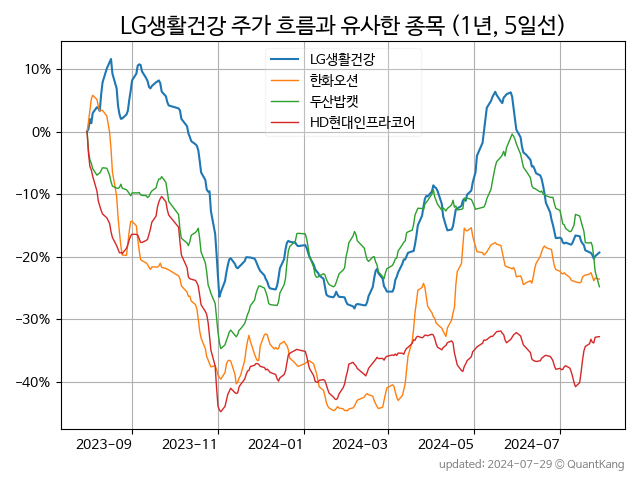 LG생활건강 주가 흐름과 유사한 종목 (1년, 5일선)
LG생활건강
한화오션
두산밥캣
HD현대인프라코어
10%
0%
-10%
-20%
-30%
-40%
2023-09
2023-11
2024-01
2024-03
2024-05
2024-07
updated: 2024-07-29 © QuantKang